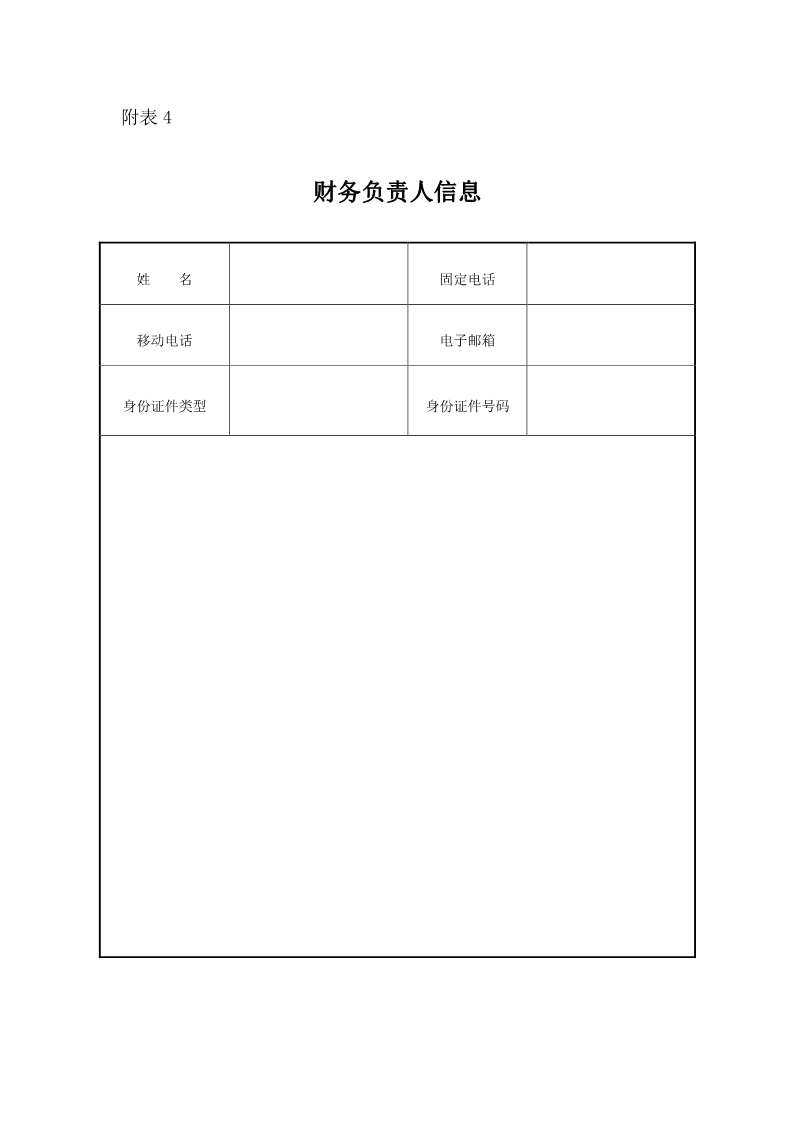 附表 4
财务负责人信息
姓　　名　固定电话
移动电话　电子邮箱
身份证件类型　身份证件号码